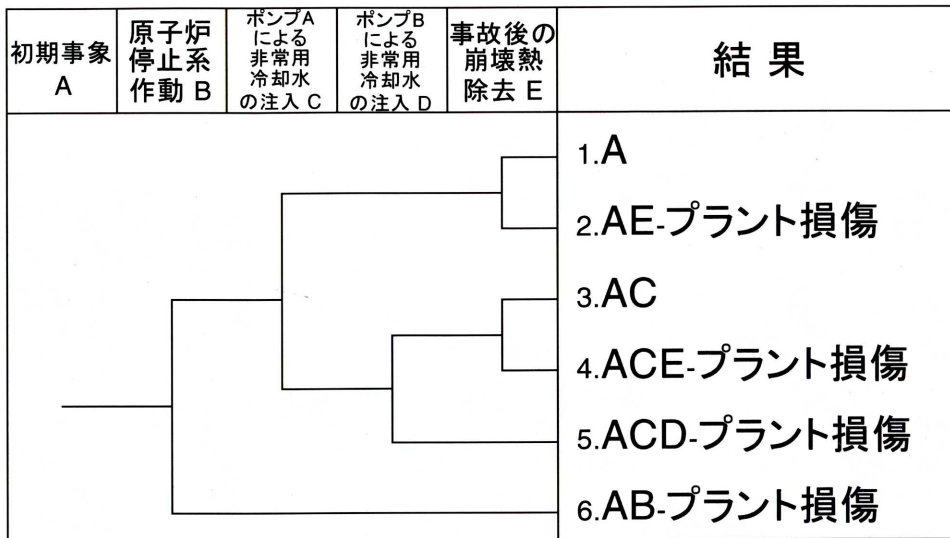 初期事象
A
原子炉
停止系
作動 B
ポンプA
による
非常用
冷却水
の注入 C
ポンプB
による
非常用
冷却水
の注入 D
事故後の
崩壊熱
除去 E
結 果
1.A
2.AE-プラント損傷
3.AC
4.ACE-プラント損傷
5.ACD-プラント損傷
6.AB-プラント損傷